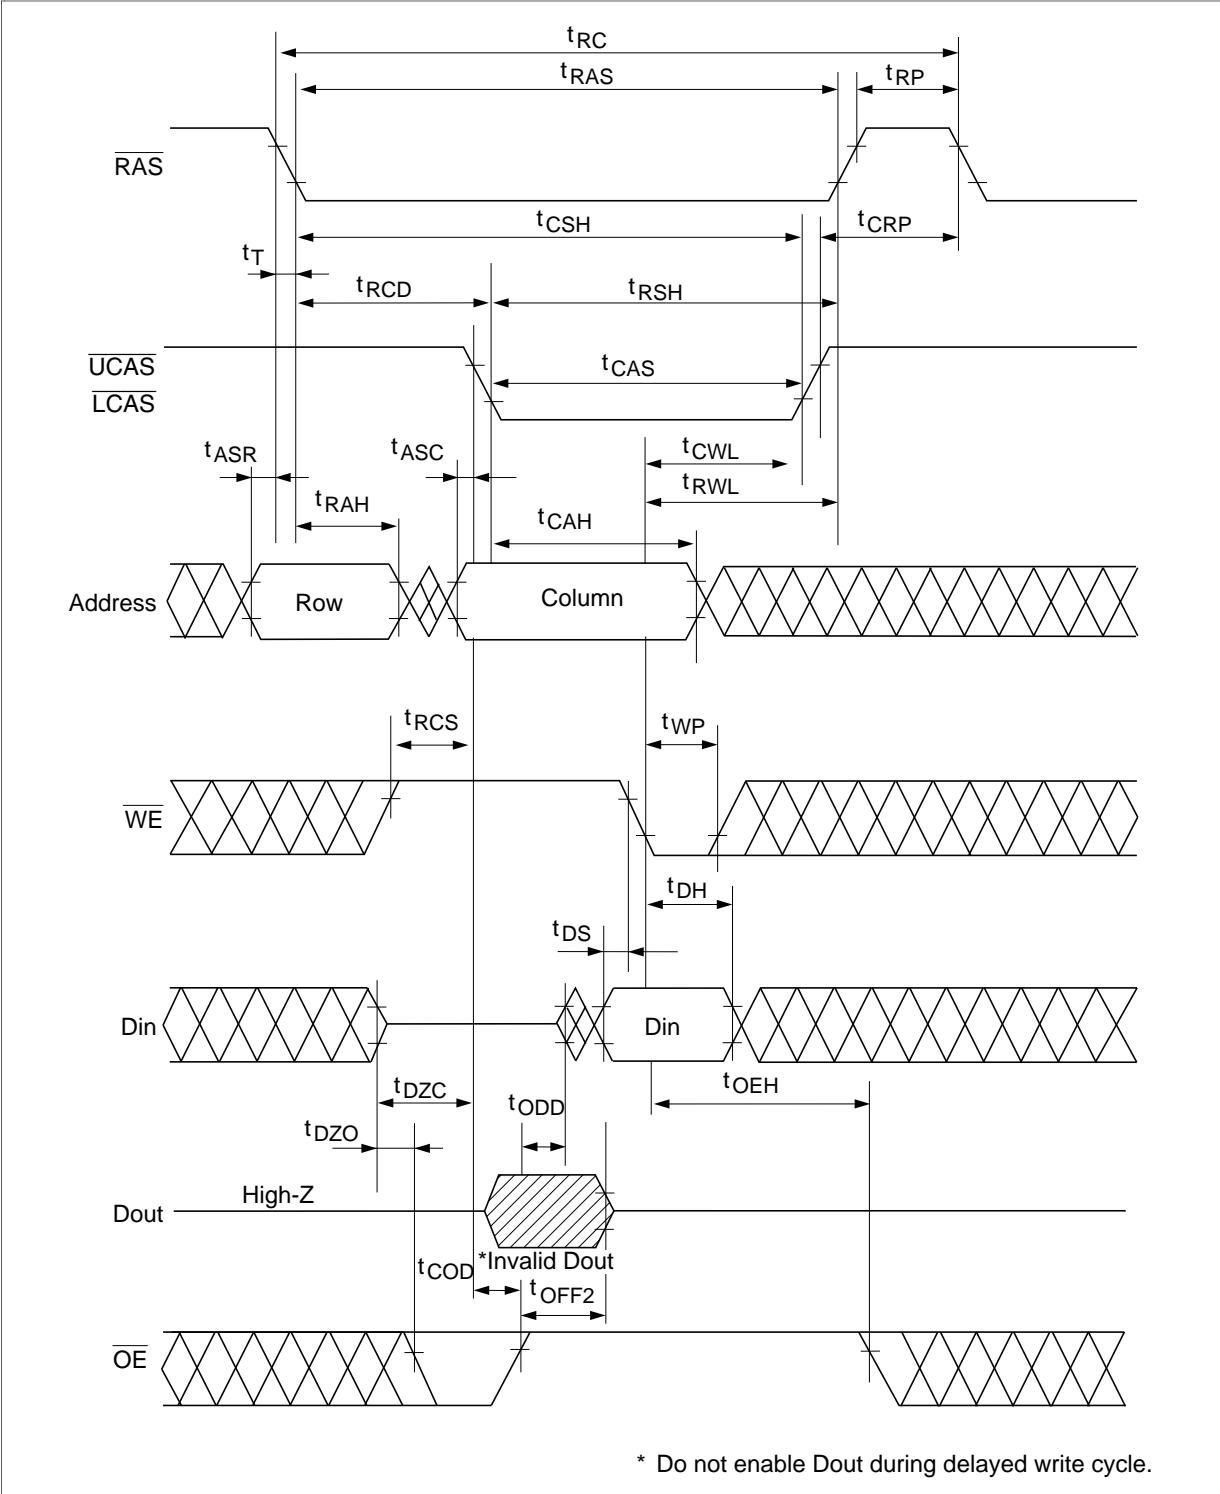 tRC
tRAS
tRP
RAS
tCSH
tCRP
tT
tRCD
tRSH
UCAS
tCAS
LCAS
tASR
tASC
tCWL
tRAH
tRWL
tCAH
Address
Row
Column
tRCS
tWP
WE
tDH
tDS
Din
Din
tDZC
tODD
tOEH
tDZO
High-Z
Dout
*Invalid Dout
tCOD
tOFF2
OE
* Do not enable Dout during delayed write cycle.